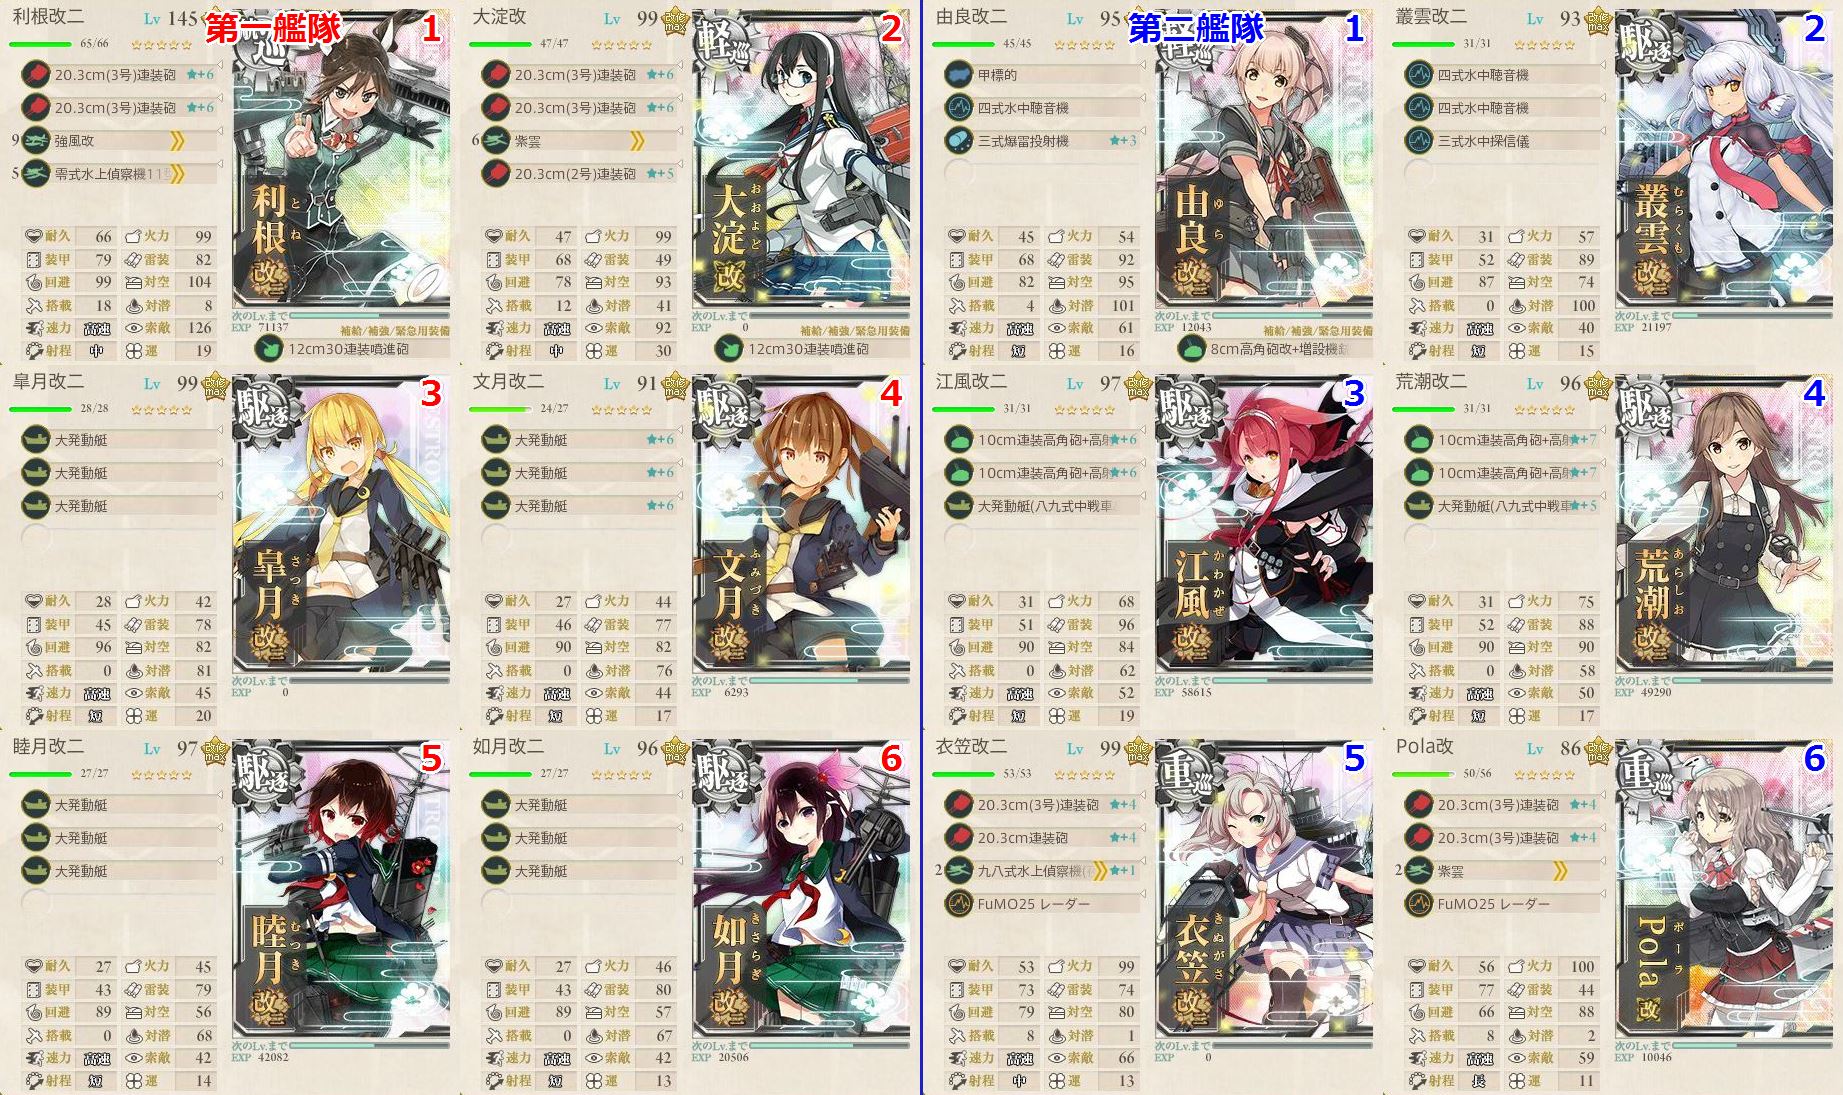 第一艦隊
利根改二 Lv 145
1
65/66
20.3cm(3号)連装砲 ★+6
20.3cm(3号)連装砲 ★+6
9 強風改
5 零式水上偵察機11型
利根改二
とね
耐久 66 火力 99
装甲 79 雷装 82
回避 99 対空 104
搭載 18 対潜 8
速力 高速 索敵 126
射程 中 運 19
次のLv.まで
EXP 71137
補給/補強/緊急用装備
12cm30連装噴進砲
大淀改 Lv 99 改修max
2
軽巡
47/47
20.3cm(3号)連装砲 ★+6
20.3cm(3号)連装砲 ★+6
6 紫雲
20.3cm(2号)連装砲 ★+5
大淀改
おおよど
耐久 47 火力 99
装甲 68 雷装 49
回避 78 対空 93
搭載 12 対潜 41
速力 高速 索敵 92
射程 中 運 30
次のLv.まで
EXP 0
補給/補強/緊急用装備
12cm30連装噴進砲
皐月改二 Lv 99 改修max
3
駆逐
28/28
大発動艇
大発動艇
大発動艇
皐月改二
さつき
耐久 28 火力 42
装甲 45 雷装 78
回避 96 対空 82
搭載 0 対潜 81
速力 高速 索敵 45
射程 短 運 20
次のLv.まで
EXP 0
文月改二 Lv 91 改修max
4
駆逐
24/27
大発動艇 ★+6
大発動艇 ★+6
大発動艇 ★+6
文月改二
ふみづき
耐久 27 火力 44
装甲 46 雷装 77
回避 90 対空 82
搭載 0 対潜 76
速力 高速 索敵 44
射程 短 運 17
次のLv.まで
EXP 6293
睦月改二 Lv 97 改修max
5
駆逐
27/27
大発動艇
大発動艇
大発動艇
睦月改二
むつき
耐久 27 火力 45
装甲 43 雷装 79
回避 89 対空 56
搭載 0 対潜 68
速力 高速 索敵 42
射程 短 運 14
次のLv.まで
EXP 42082
如月改二 Lv 96 改修max
6
駆逐
27/27
大発動艇
大発動艇
大発動艇
如月改二
きさらぎ
耐久 27 火力 46
装甲 43 雷装 80
回避 89 対空 57
搭載 0 対潜 67
速力 高速 索敵 42
射程 短 運 13
次のLv.まで
EXP 20506
第二艦隊
由良改二 Lv 95
1
45/45
甲標的
四式水中聴音機
三式爆雷投射機 ★+3
由良改二
ゆら
耐久 45 火力 54
装甲 68 雷装 92
回避 82 対空 95
搭載 4 対潜 101
速力 高速 索敵 61
射程 短 運 16
次のLv.まで
EXP 12043
補給/補強/緊急用装備
8cm高角砲改+増設機銃
叢雲改二 Lv 93 改修max
2
駆逐
31/31
四式水中聴音機
四式水中聴音機
三式水中探信儀
叢雲改二
むらくも
耐久 31 火力 57
装甲 52 雷装 89
回避 87 対空 74
搭載 0 対潜 100
速力 高速 索敵 40
射程 短 運 15
次のLv.まで
EXP 21197
江風改二 Lv 97 改修max
3
駆逐
31/31
10cm連装高角砲+高射 ★+6
10cm連装高角砲+高射 ★+6
大発動艇(八九式中戦車
江風改二
かわかぜ
耐久 31 火力 68
装甲 51 雷装 96
回避 90 対空 84
搭載 0 対潜 62
速力 高速 索敵 52
射程 短 運 19
次のLv.まで
EXP 58615
荒潮改二 Lv 96 改修max
4
駆逐
31/31
10cm連装高角砲+高射 ★+7
10cm連装高角砲+高射 ★+7
大発動艇(八九式中戦車 ★+5
荒潮改二
あらしお
耐久 31 火力 75
装甲 52 雷装 88
回避 90 対空 90
搭載 0 対潜 58
速力 高速 索敵 50
射程 短 運 17
次のLv.まで
EXP 49290
衣笠改二 Lv 99 改修max
5
重巡
53/53
20.3cm(3号)連装砲 ★+4
20.3cm連装砲 ★+4
2 九八式水上偵察機(夜 ★+1
FuMO25 レーダー
衣笠改二
きぬがさ
耐久 53 火力 99
装甲 73 雷装 74
回避 79 対空 80
搭載 8 対潜 1
速力 高速 索敵 66
射程 中 運 13
次のLv.まで
EXP 0
Pola改 Lv 86 改修max
6
重巡
50/56
20.3cm(3号)連装砲 ★+4
20.3cm(3号)連装砲 ★+4
2 紫雲
FuMO25 レーダー
Pola改
ポーラ
耐久 56 火力 100
装甲 77 雷装 44
回避 66 対空 88
搭載 8 対潜 2
速力 高速 索敵 59
射程 長 運 11
次のLv.まで
EXP 10046